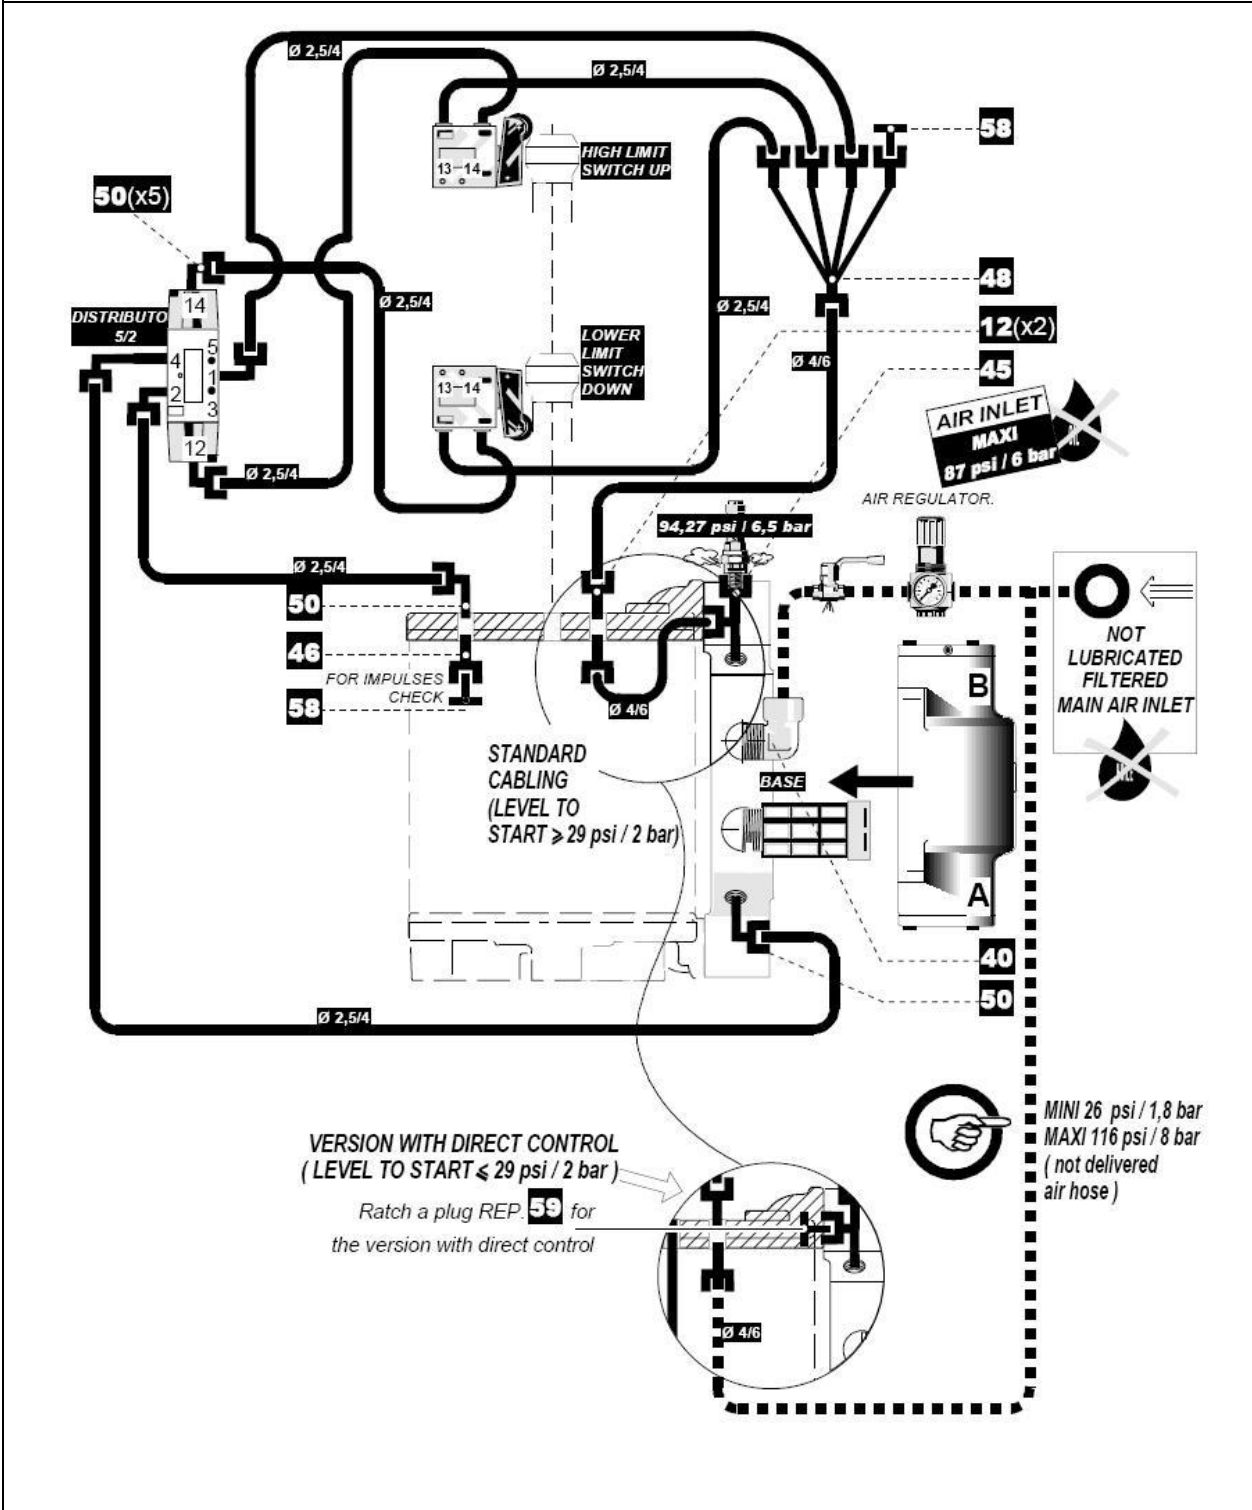 Ø 2,5/4
Ø 2,5/4
58
HIGH LIMIT
SWITCH UP
13-14
50(x5)
48
14
Ø 2,5/4
Ø 2,5/4
DISTRIBUTO
5/2
12(x2)
5
4
1
2
3
LOWER
LIMIT
SWITCH
DOWN
13-14
Ø 4/6
45
AIR INLET
MAXI
87 psi / 6 bar
12
Ø 2,5/4
AIR REGULATOR.
94,27 psi / 6,5 bar
Ø 2,5/4
50
46
FOR IMPULSES
CHECK
58
Ø 4/6
NOT
LUBRICATED
FILTERED
MAIN AIR INLET
B
STANDARD
CABLING
(LEVEL TO
START ⩾ 29 psi / 2 bar)
BASE
A
40
50
Ø 2,5/4
MINI 26 psi / 1,8 bar
MAXI 116 psi / 8 bar
( not delivered
air hose )
VERSION WITH DIRECT CONTROL
( LEVEL TO START ⩽ 29 psi / 2 bar )
Ratch a plug REP. 59 for
the version with direct control
Ø 4/6